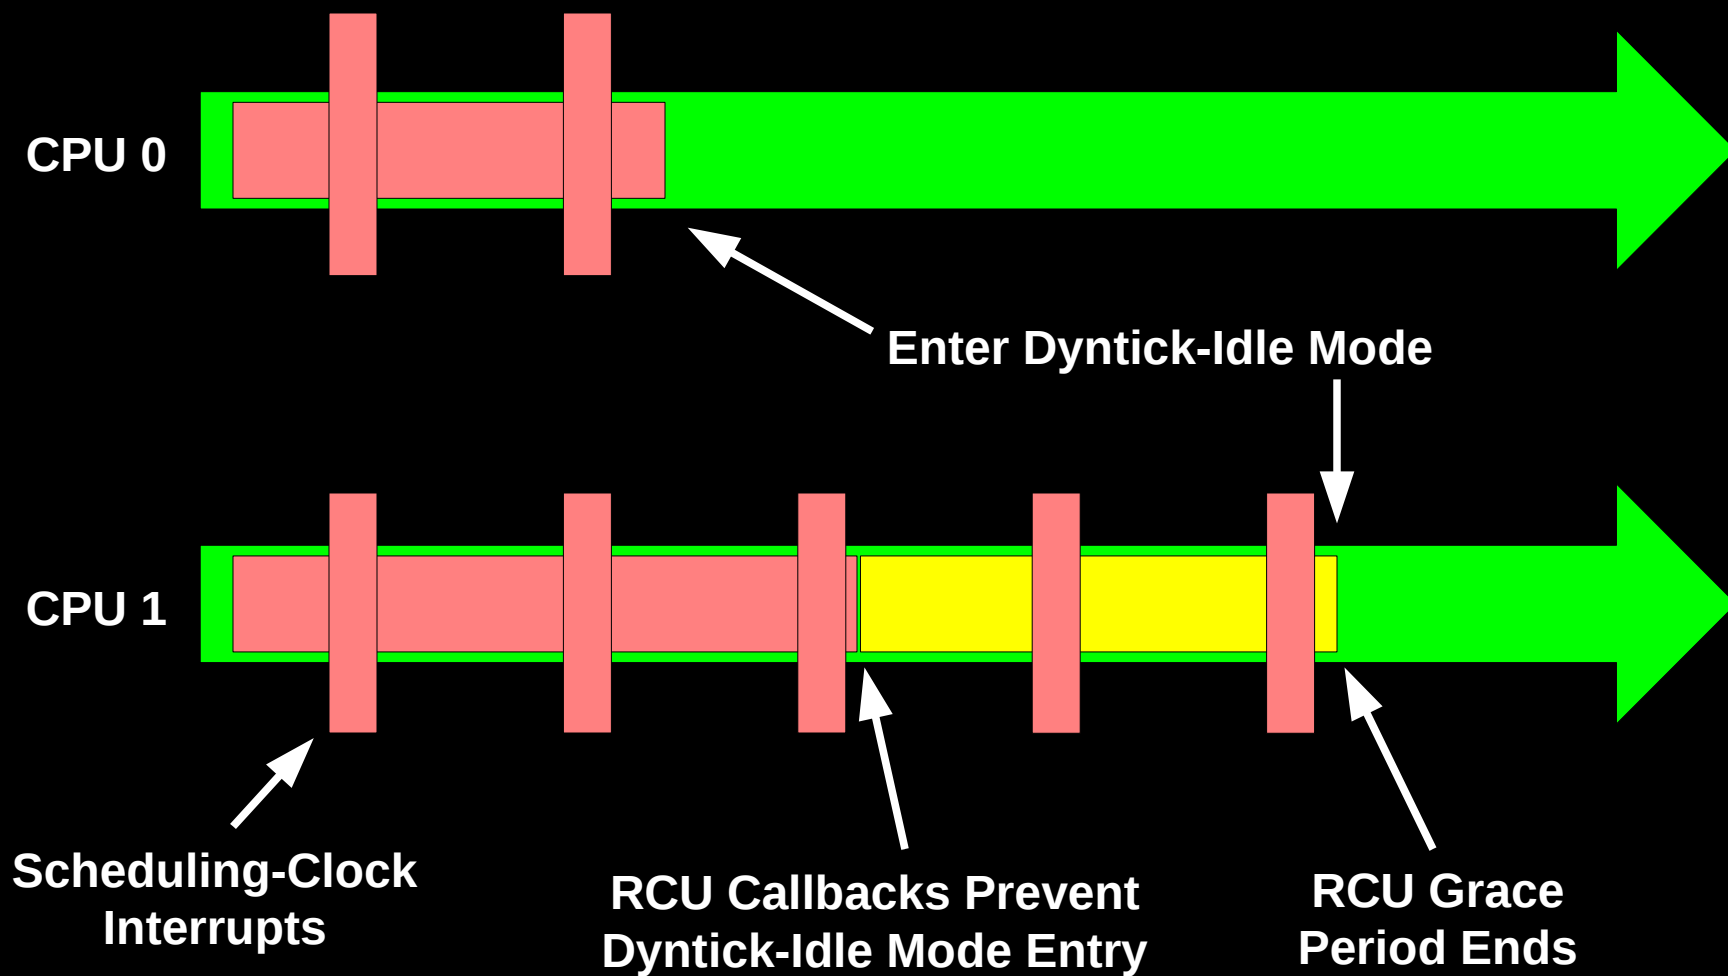 CPU 0
Enter Dyntick-Idle Mode
CPU 1
Scheduling-Clock
Interrupts
RCU Callbacks Prevent
Dyntick-Idle Mode Entry
RCU Grace
Period Ends